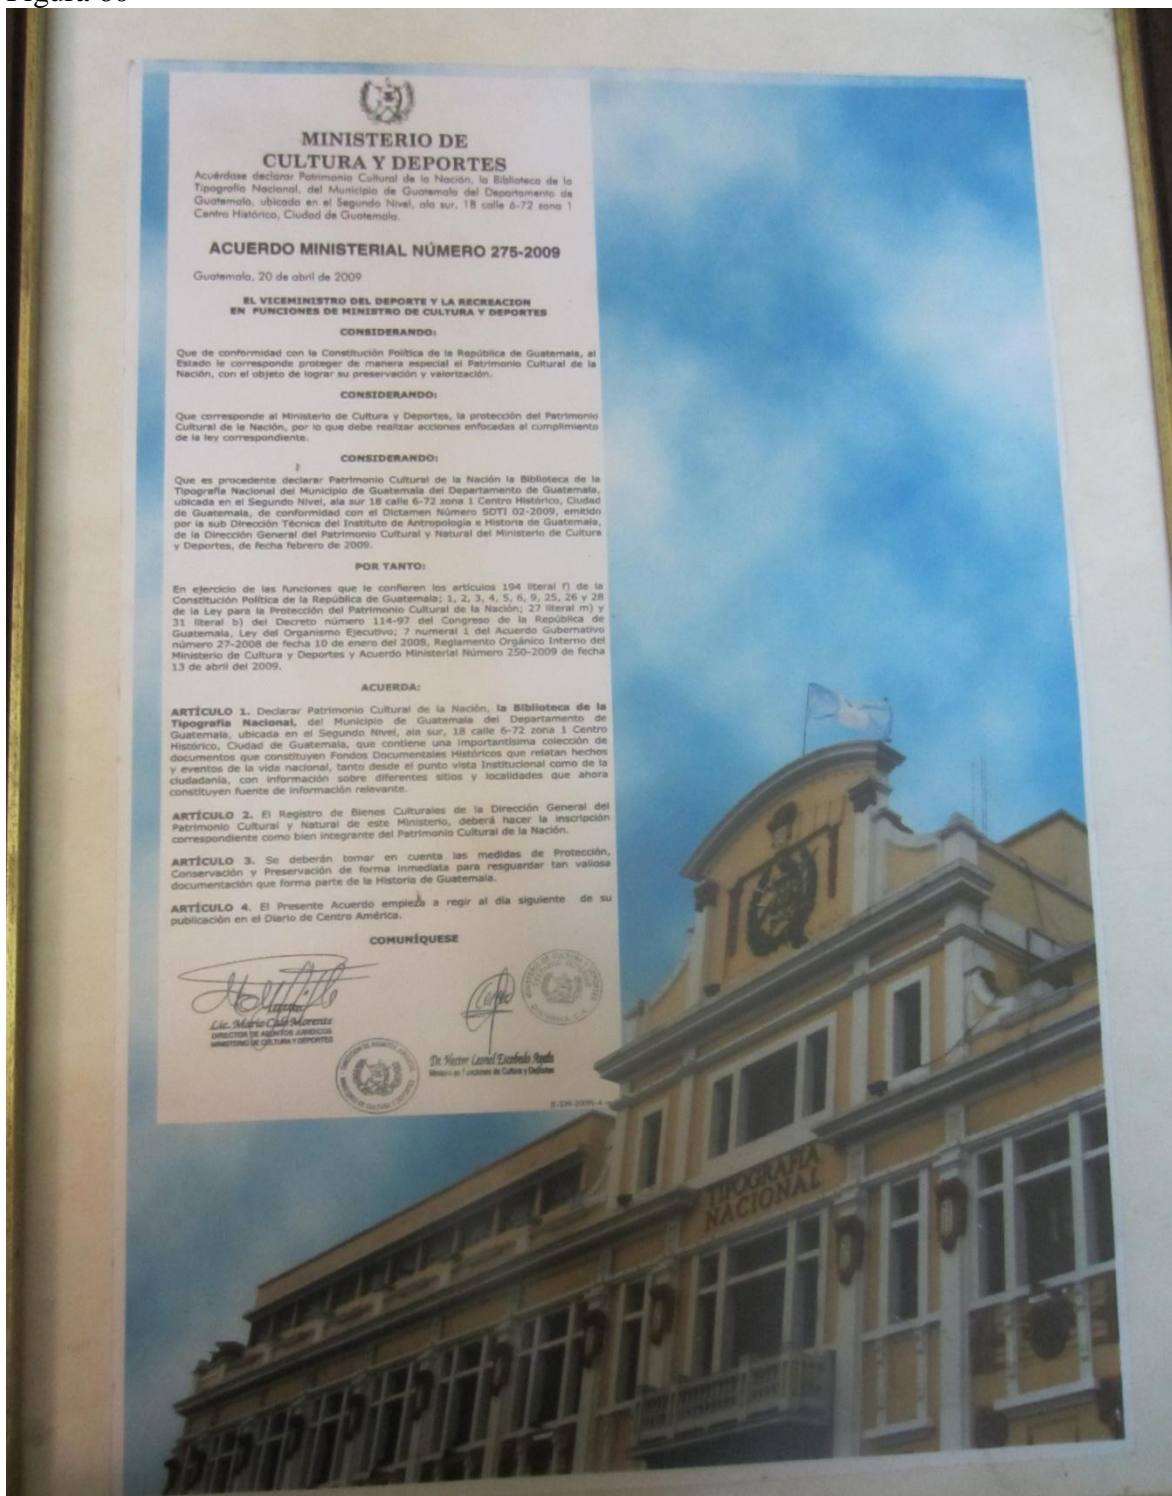 MINISTERIO DE
CULTURA Y DEPORTES
Acuérdase declarar Patrimonio Cultural de la Nación, la Biblioteca de la
Tipografía Nacional, del Municipio de Guatemala del Departamento de
Guatemala, ubicada en el Segundo Nivel, ala sur, 18 calle 6-72 zona 1
Centro Histórico, Ciudad de Guatemala.
ACUERDO MINISTERIAL NÚMERO 275-2009
Guatemala, 20 de abril de 2009
EL VICEMINISTRO DEL DEPORTE Y LA RECREACION
EN FUNCIONES DE MINISTRO DE CULTURA Y DEPORTES
CONSIDERANDO:
Que de conformidad con la Constitución Política de la República de Guatemala, al
Estado le corresponde proteger de manera especial el Patrimonio Cultural de la
Nación, con el objeto de lograr su preservación y valorización.
CONSIDERANDO:
Que corresponde al Ministerio de Cultura y Deportes, la protección del Patrimonio
Cultural de la Nación, por lo que debe realizar acciones enfocadas al cumplimiento
de la ley correspondiente.
CONSIDERANDO:
Que es procedente declarar Patrimonio Cultural de la Nación la Biblioteca de la
Tipografía Nacional del Municipio de Guatemala del Departamento de Guatemala,
ubicada en el Segundo Nivel, ala sur 18 calle 6-72 zona 1 Centro Histórico, Ciudad
de Guatemala, de conformidad con el Dictamen Número SDTI 02-2009, emitido
por la sub Dirección Técnica del Instituto de Antropología e Historia de Guatemala,
de la Dirección General del Patrimonio Cultural y Natural del Ministerio de Cultura
y Deportes, de fecha febrero de 2009.
POR TANTO:
En ejercicio de las funciones que le confieren los artículos 194 literal f) de la
Constitución Política de la República de Guatemala; 1, 2, 3, 4, 5, 6, 9, 25, 26 y 28
de la Ley para la Protección del Patrimonio Cultural de la Nación; 27 literal m) y
31 literal b) del Decreto número 114-97 del Congreso de la República de
Guatemala, Ley del Organismo Ejecutivo; 7 numeral 1 del Acuerdo Gubernativo
número 27-2008 de fecha 10 de enero del 2008, Reglamento Orgánico Interno del
Ministerio de Cultura y Deportes y Acuerdo Ministerial Número 250-2009 de fecha
13 de abril del 2009.
ACUERDA:
ARTÍCULO 1. Declarar Patrimonio Cultural de la Nación, la Biblioteca de la
Tipografía Nacional, del Municipio de Guatemala del Departamento de
Guatemala, ubicada en el Segundo Nivel, ala sur, 18 calle 6-72 zona 1 Centro
Histórico, Ciudad de Guatemala, que contiene una importantísima colección de
documentos que constituyen Fondos Documentales Históricos que relatan hechos
y eventos de la vida nacional, tanto desde el punto vista Institucional como de la
ciudadanía, con información sobre diferentes sitios y localidades que ahora
constituyen fuente de información relevante.
ARTÍCULO 2. El Registro de Bienes Culturales de la Dirección General del
Patrimonio Cultural y Natural de este Ministerio, deberá hacer la inscripción
correspondiente como bien integrante del Patrimonio Cultural de la Nación.
ARTÍCULO 3. Se deberán tomar en cuenta las medidas de Protección,
Conservación y Preservación de forma inmediata para resguardar tan valiosa
documentación que forma parte de la Historia de Guatemala.
ARTÍCULO 4. El Presente Acuerdo empieza a regir al día siguiente de su
publicación en el Diario de Centro América.
COMUNÍQUESE
Lic. Mario
DIRECTOR DE ASUNTOS JURIDICOS
MINISTERIO DE CULTURA Y DEPORTES
Dr. Hector Leonel Escobedo Ayala
Ministro en Funciones de Cultura y Deportes
TIPOGRAFIA
NACIONAL